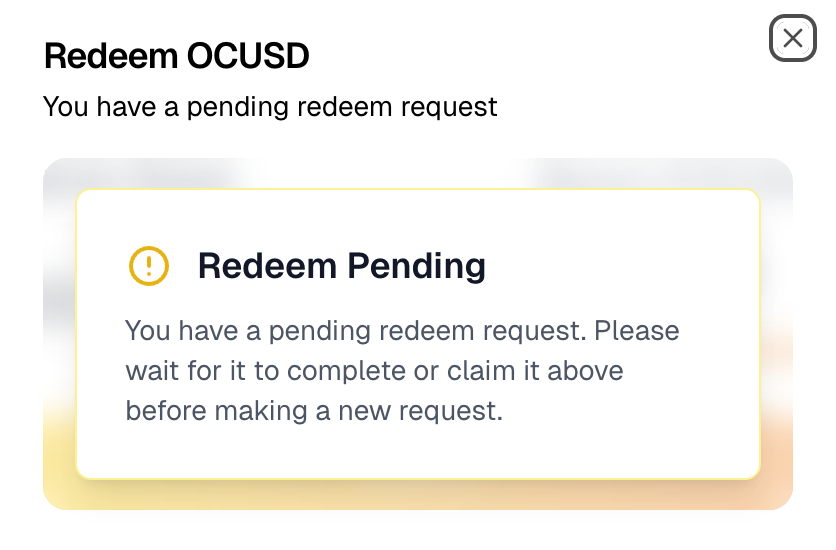 Redeem OCUSD
You have a pending redeem request
Redeem Pending
You have a pending redeem request. Please
wait for it to complete or claim it above
before making a new request.